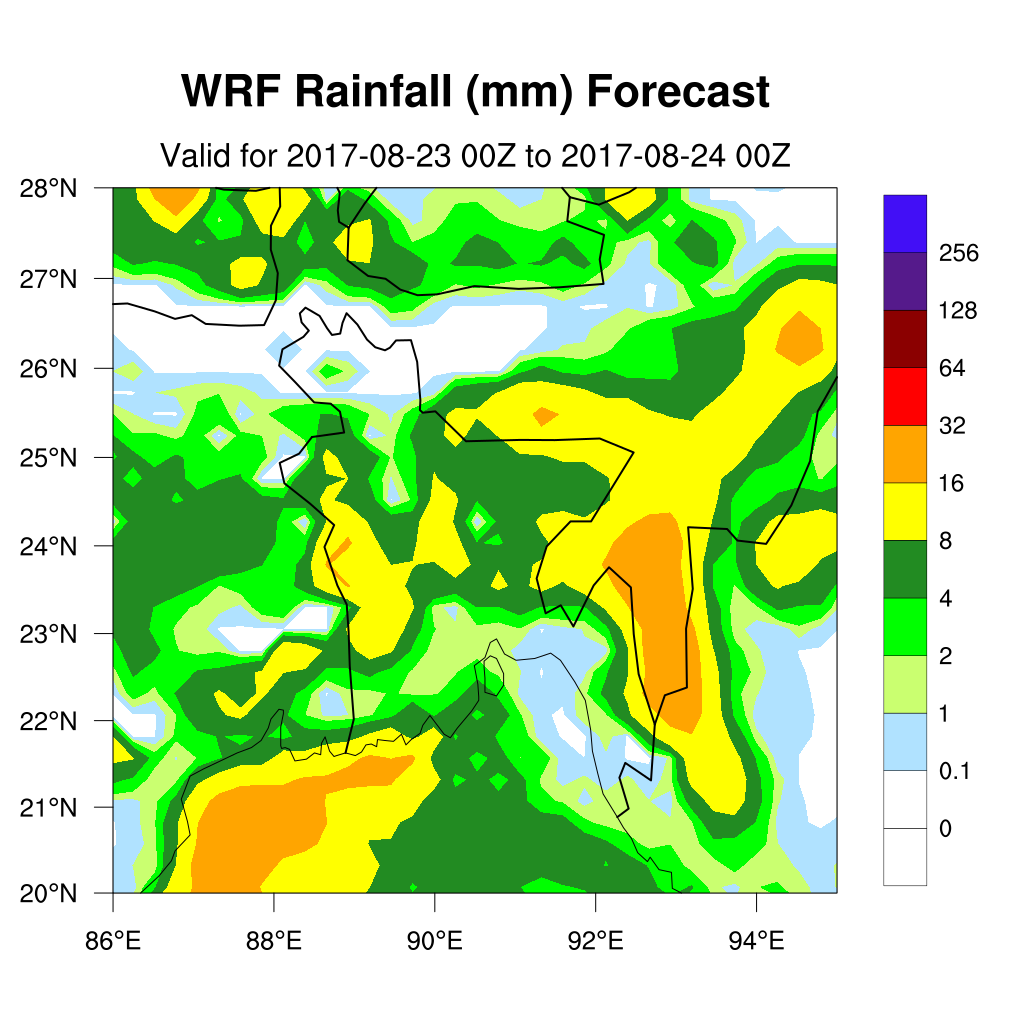 WRF Rainfall (mm) Forecast
Valid for 2017-08-23 00Z to 2017-08-24 00Z
28°N
27°N
26°N
25°N
24°N
23°N
22°N
21°N
20°N
86°E 88°E 90°E 92°E 94°E
256
128
64
32
16
8
4
2
1
0.1
0